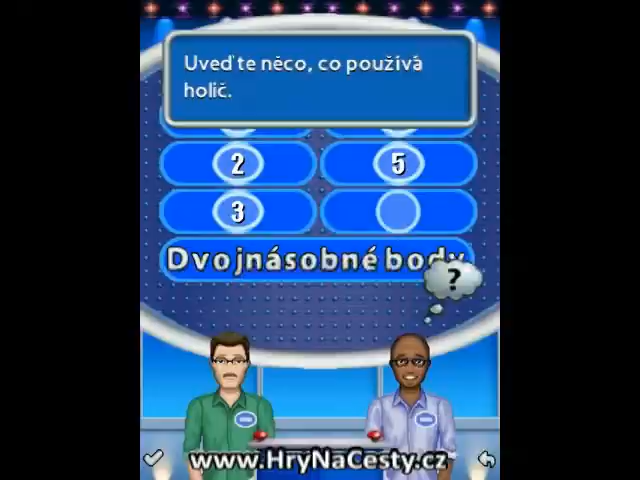 Uveďte něco, co používá
holič.
2
5
3
Dvojnásobné body
?
www.HryNaCesty.cz